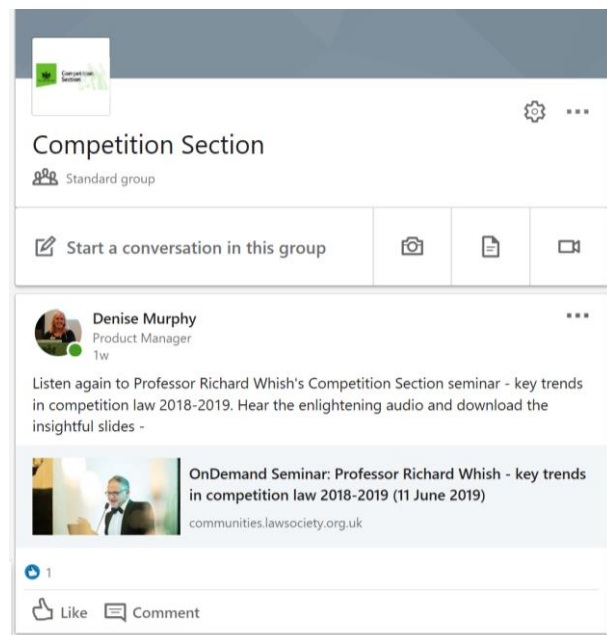 Competition
Section
Competition Section
Standard group
Start a conversation in this group
Denise Murphy
Product Manager
1w
Listen again to Professor Richard Whish's Competition Section seminar - key trends
in competition law 2018-2019. Hear the enlightening audio and download the
insightful slides -
OnDemand Seminar: Professor Richard Whish - key trends
in competition law 2018-2019 (11 June 2019)
communities.lawsociety.org.uk
1
Like Comment